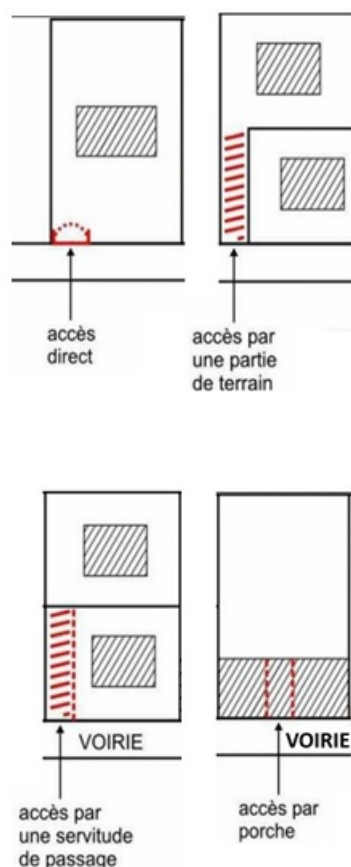 accès
direct
accès par
une partie
de terrain
VOIRIE
VOIRIE
accès par
une servitude
de passage
accès par
porche